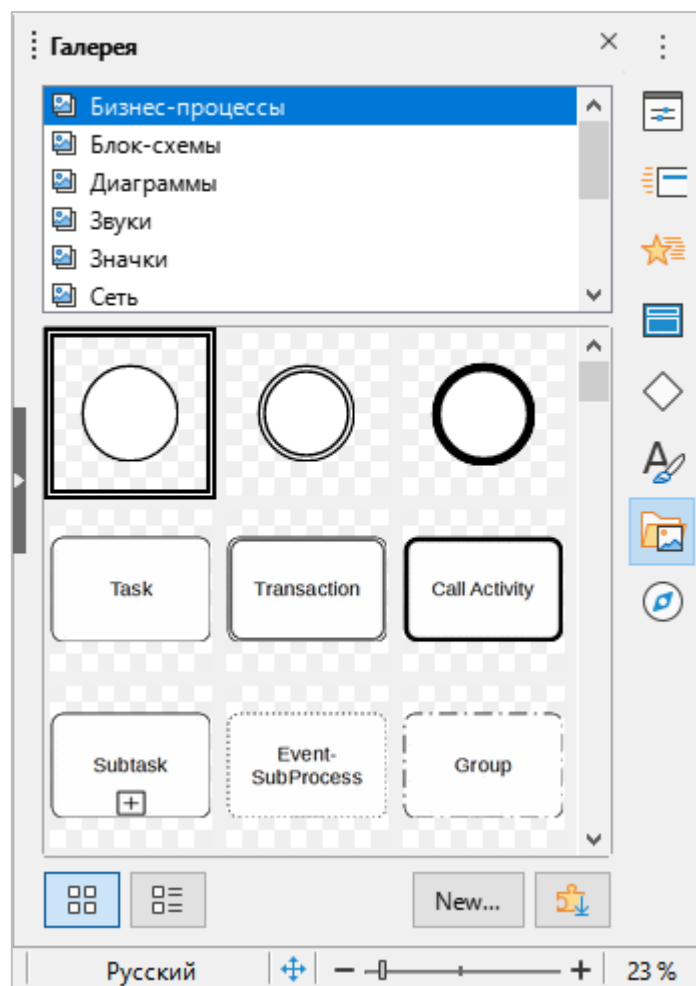 Галерея
Бизнес-процессы
Блок-схемы
Диаграммы
Звуки
Значки
Сеть
Task
Transaction
Call Activity
Subtask
Event-
SubProcess
Group
New...
Русский
23 %